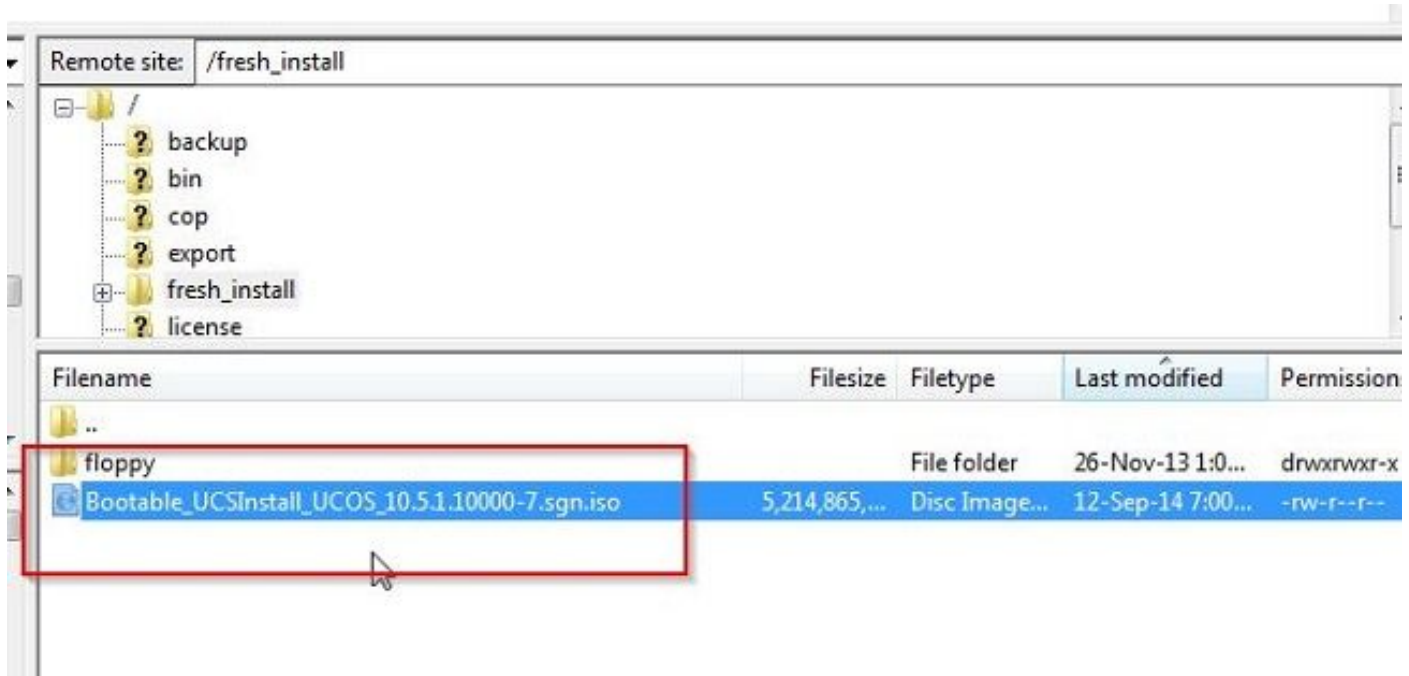 Remote site: /fresh_install
/
? backup
? bin
? cop
? export
fresh_install
? license
Filename Filesize Filetype Last modified Permission
..
floppy File folder 26-Nov-13 1:0... drwxrwxr-x
Bootable_UCSInstall_UCOS_10.5.1.10000-7.sgn.iso 5,214,865,... Disc Image... 12-Sep-14 7:00... -rw-r--r--